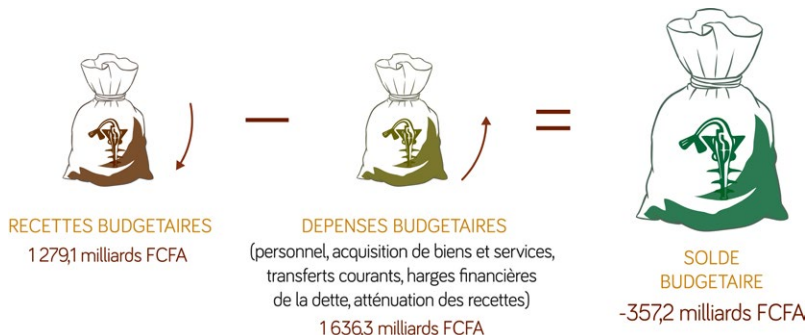 RECETTES BUDGETAIRES
1 279,1 milliards FCFA
DEPENSES BUDGETAIRES
(personnel, acquisition de biens et services,
transferts courants, harges financières
de la dette, atténuation des recettes)
1 636,3 milliards FCFA
SOLDE
BUDGETAIRE
-357,2 milliards FCFA